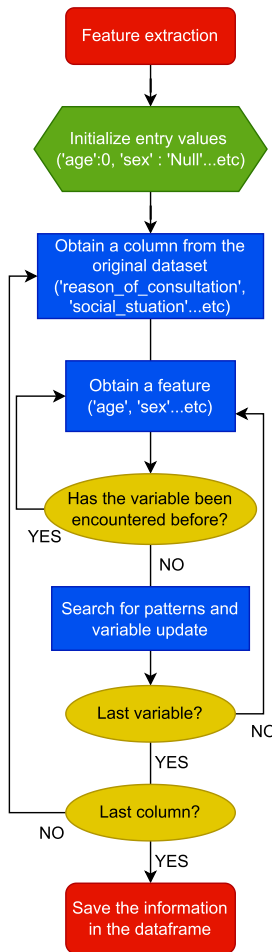 Feature extraction
Initialize entry values
('age':0, 'sex' : 'Null'...etc)
Obtain a column from the
original dataset
('reason_of_consultation',
'social_stuation'...etc)
Obtain a feature
('age', 'sex'...etc)
Has the variable been
encountered before?
YES
NO
Search for patterns and
variable update
Last variable?
NO
YES
Last column?
NO
YES
Save the information
in the dataframe